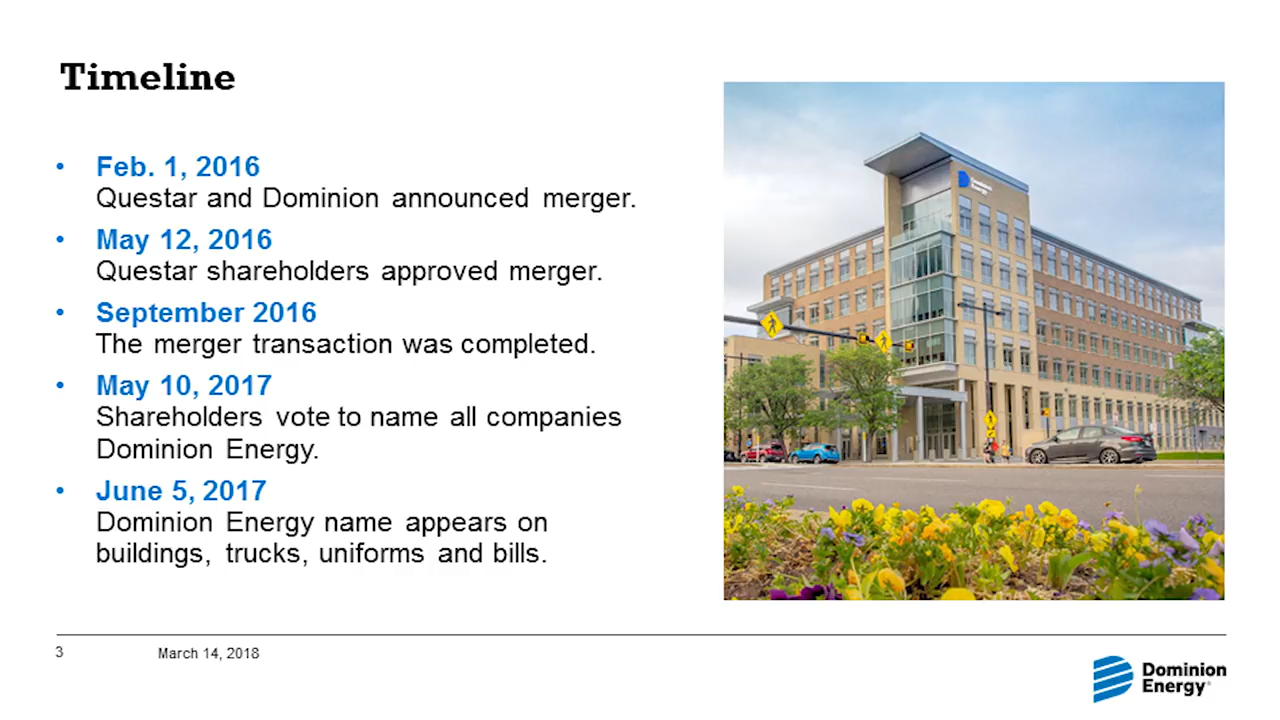 Timeline
• Feb. 1, 2016
Questar and Dominion announced merger.
• May 12, 2016
Questar shareholders approved merger.
• September 2016
The merger transaction was completed.
• May 10, 2017
Shareholders vote to name all companies
Dominion Energy.
• June 5, 2017
Dominion Energy name appears on
buildings, trucks, uniforms and bills.
Dominion
Energy
3 March 14, 2018
Dominion
Energy®